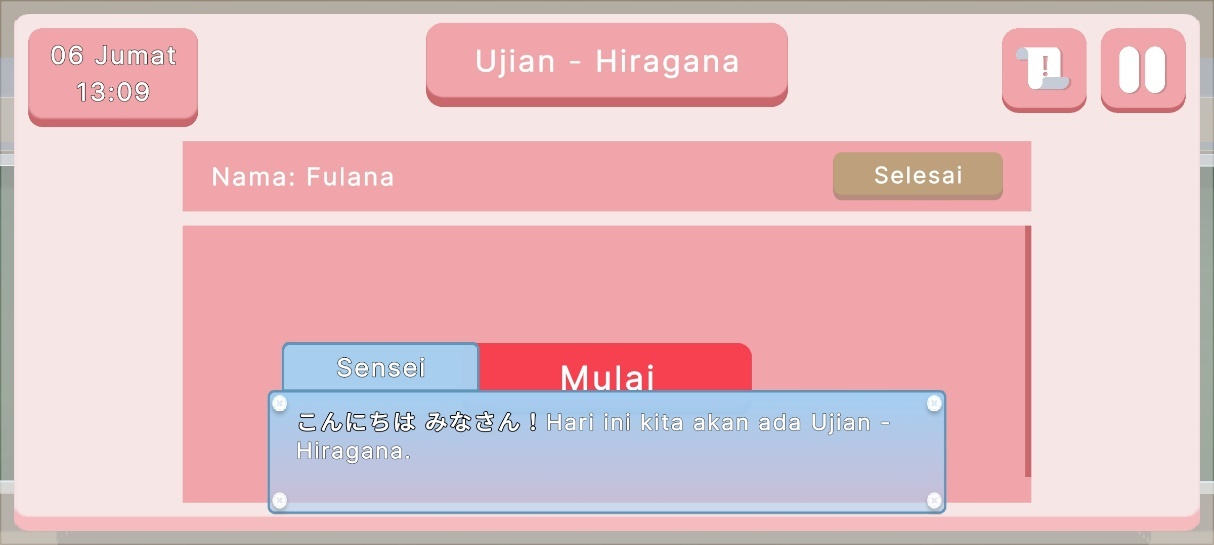 06 Jumat
13:09
Ujian - Hiragana
Nama: Fulana
Selesai
Sensei
Mulai
こんにちは みなさん！Hari ini kita akan ada Ujian -
Hiragana.